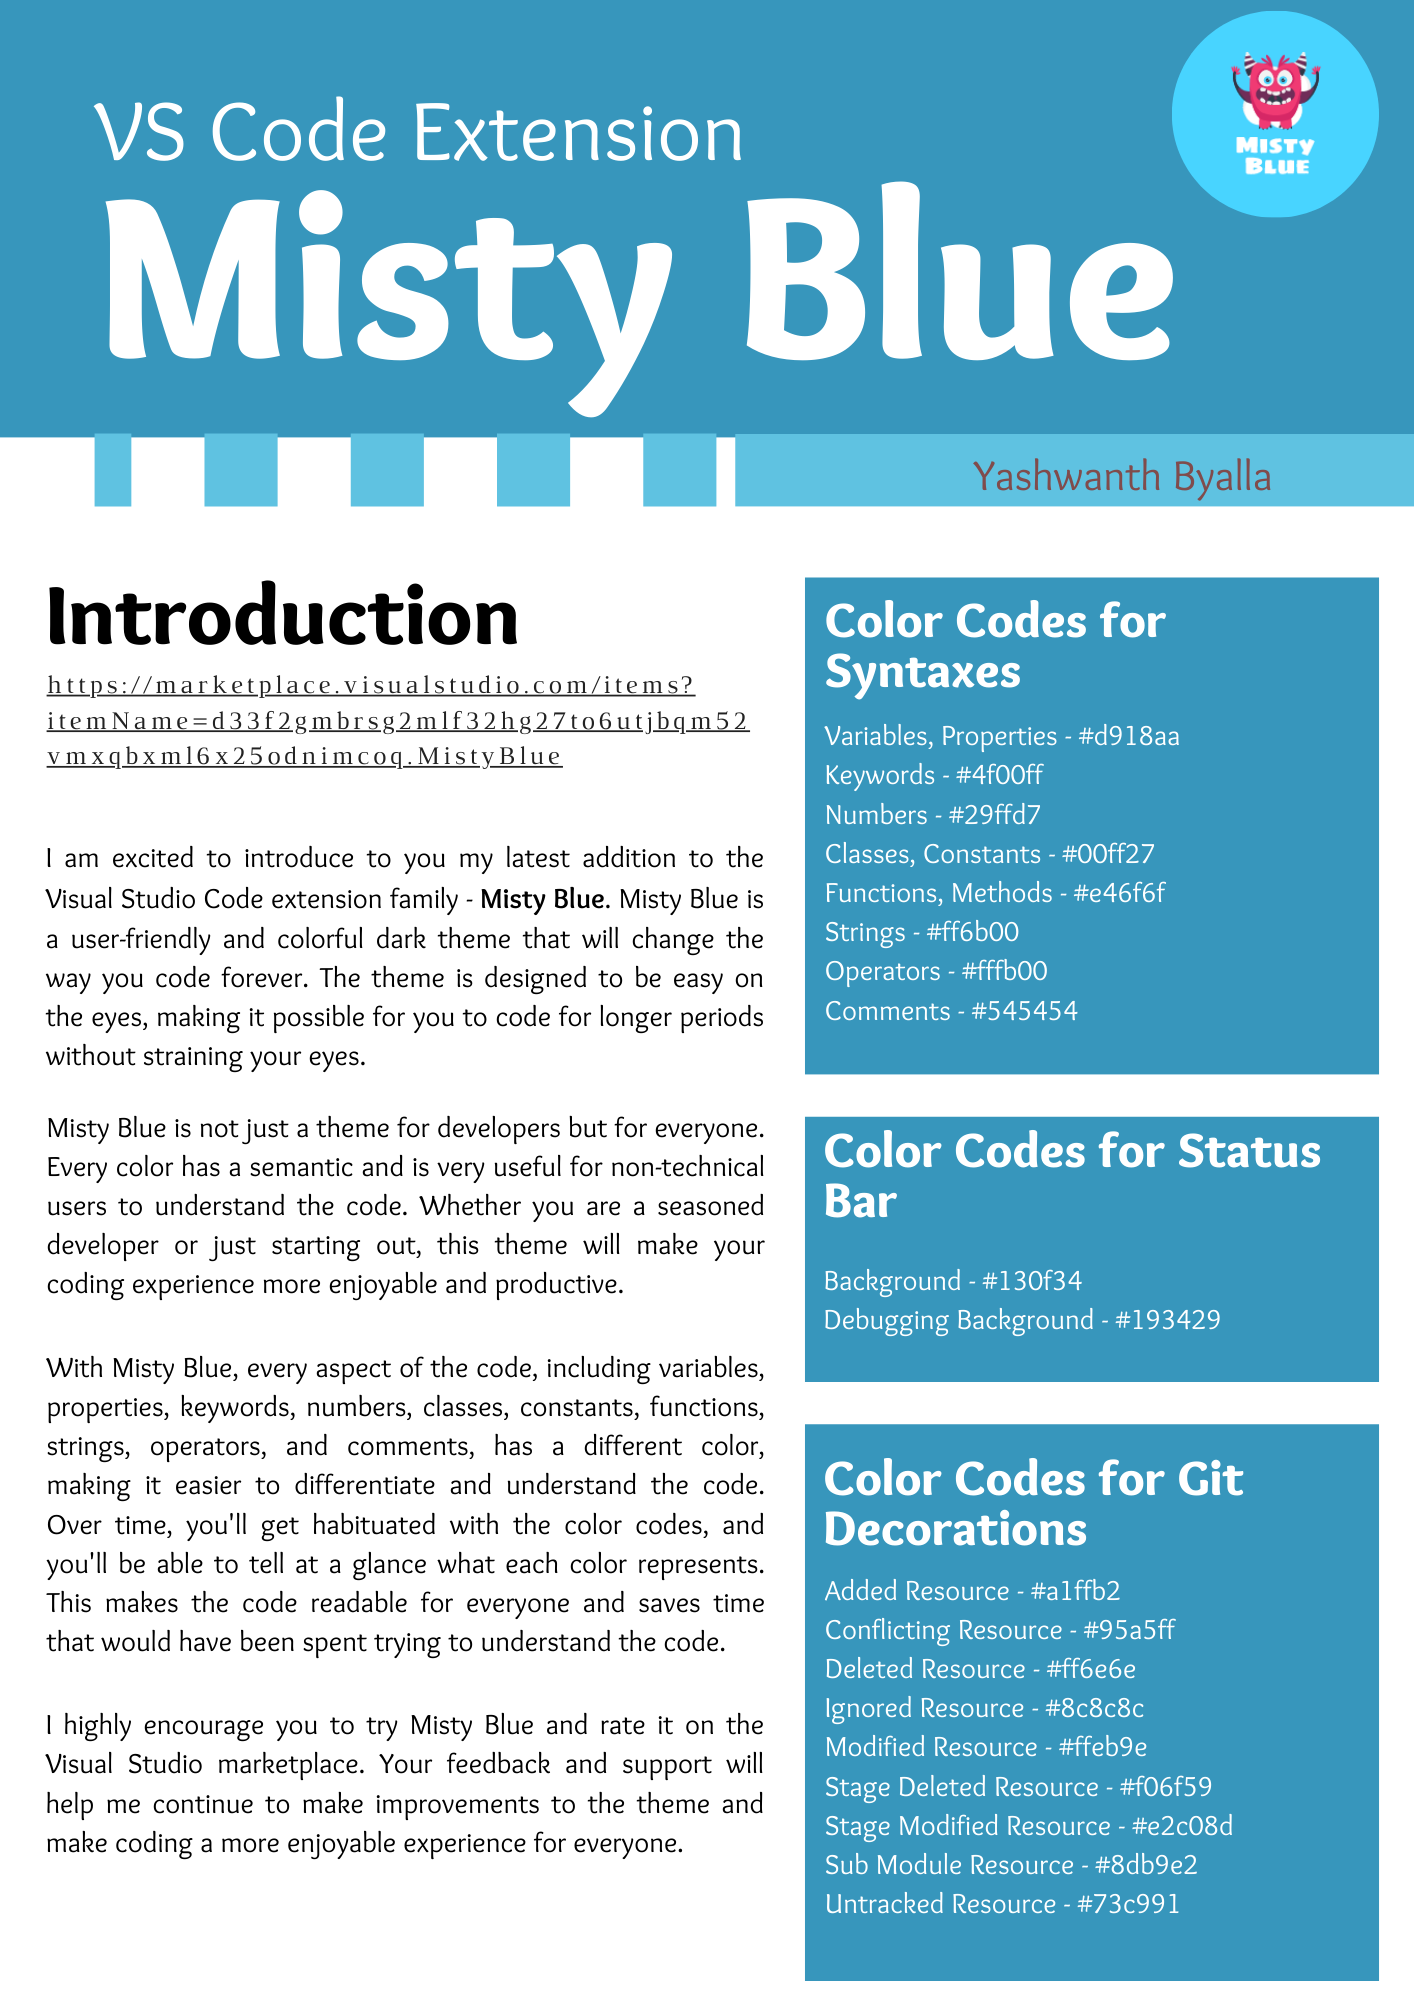 VS Code Extension
Misty Blue
MISTY
BLUE
Yashwanth Byalla
Introduction
https://marketplace.visualstudio.com/items?
itemName=d33f2gmbrsg2mlf32hg27to6utjbqm52
vmxqbxml6x25odnimcoq.MistyBlue
I am excited to introduce to you my latest addition to the
Visual Studio Code extension family - Misty Blue. Misty Blue is
a user-friendly and colorful dark theme that will change the
way you code forever. The theme is designed to be easy on
the eyes, making it possible for you to code for longer periods
without straining your eyes.
Misty Blue is not just a theme for developers but for everyone.
Every color has a semantic and is very useful for non-technical
users to understand the code. Whether you are a seasoned
developer or just starting out, this theme will make your
coding experience more enjoyable and productive.
With Misty Blue, every aspect of the code, including variables,
properties, keywords, numbers, classes, constants, functions,
strings, operators, and comments, has a different color,
making it easier to differentiate and understand the code.
Over time, you'll get habituated with the color codes, and
you'll be able to tell at a glance what each color represents.
This makes the code readable for everyone and saves time
that would have been spent trying to understand the code.
I highly encourage you to try Misty Blue and rate it on the
Visual Studio marketplace. Your feedback and support will
help me continue to make improvements to the theme and
make coding a more enjoyable experience for everyone.
Color Codes for
Syntaxes
Variables, Properties - #d918aa
Keywords - #4f00ff
Numbers - #29ffd7
Classes, Constants - #00ff27
Functions, Methods - #e46f6f
Strings - #ff6b00
Operators - #fffb00
Comments - #545454
Color Codes for Status
Bar
Background - #130f34
Debugging Background - #193429
Color Codes for Git
Decorations
Added Resource - #a1ffb2
Conflicting Resource - #95a5ff
Deleted Resource - #ff6e6e
Ignored Resource - #8c8c8c
Modified Resource - #ffeb9e
Stage Deleted Resource - #f06f59
Stage Modified Resource - #e2c08d
Sub Module Resource - #8db9e2
Untracked Resource - #73c991